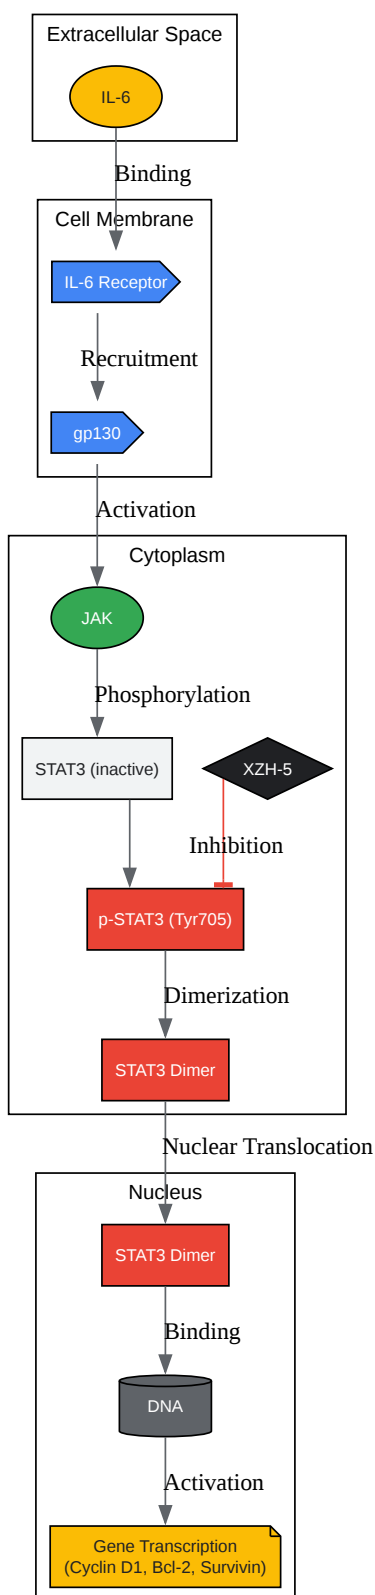 Extracellular Space
IL-6
Binding
Cell Membrane
IL-6 Receptor
Recruitment
gp130
Activation
Cytoplasm
JAK
Phosphorylation
STAT3 (inactive)
XZH-5
Inhibition
p-STAT3 (Tyr705)
Dimerization
STAT3 Dimer
Nuclear Translocation
Nucleus
STAT3 Dimer
Binding
DNA
Activation
Gene Transcription
(Cyclin D1, Bcl-2, Survivin)